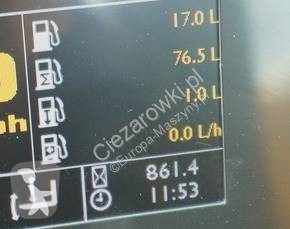 17.0 L
76.5 L
1.0 L
0.0 L/h
861.4
11:53
Ciezarowki.pl
©Europa-Maszyny.pl